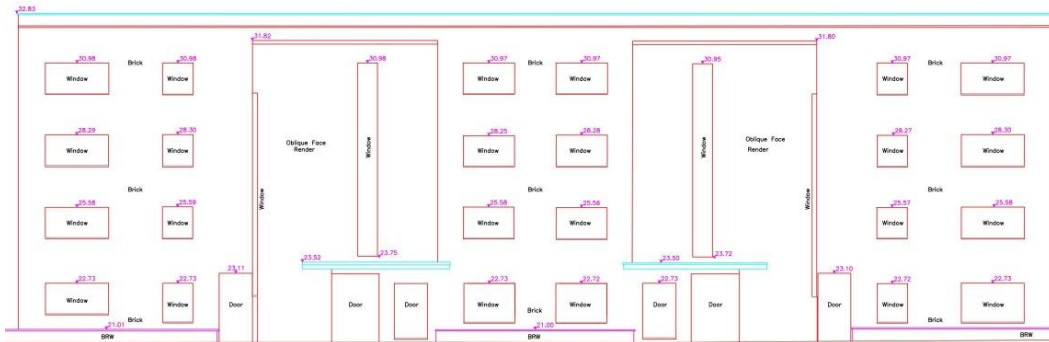 32.83
31.82
31.80
30.98
Brick
30.98
30.98
30.97
Brick
30.97
30.95
30.97
Brick
30.97
Window
Window
Window
Window
Window
Window
28.29
28.30
28.25
28.28
28.27
28.30
Window
Window
Oblique Face
Render
Window
Window
Window
Window
Oblique Face
Render
Window
Window
Brick
Window
Brick
Window
Brick
25.58
25.59
25.58
25.56
25.57
25.58
Window
Window
Window
Window
Window
Window
23.52
23.75
23.50
23.72
23.11
23.10
22.73
22.73
22.73
22.72
22.73
22.72
22.73
Window
Window
Door
Door
Door
Window
Window
Door
Door
Door
Window
Window
Brick
Brick
Brick
21.01
21.00
BRW
BRW
BRW